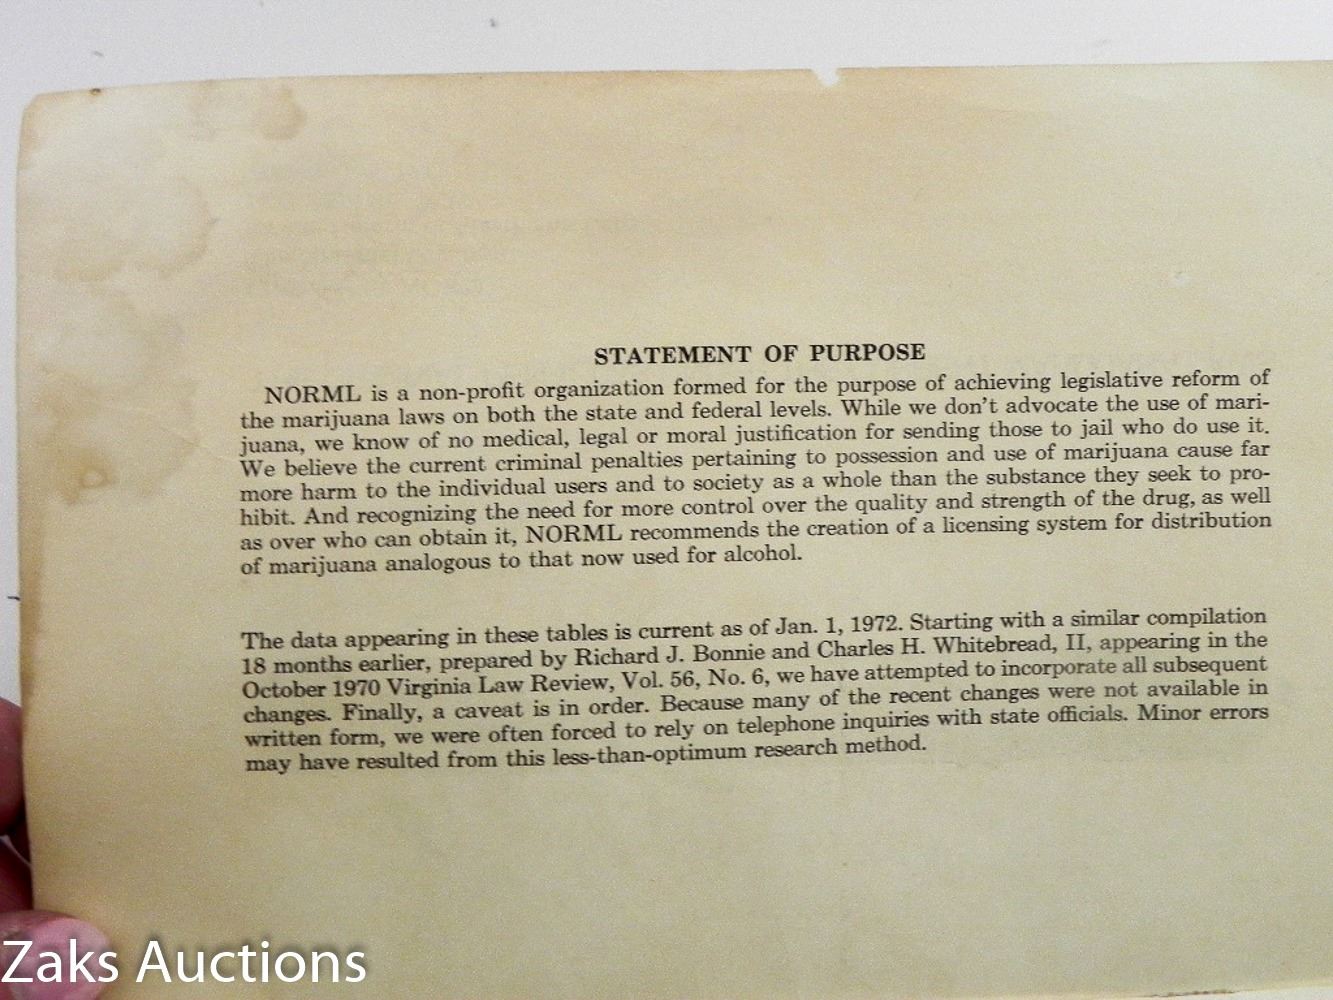 STATEMENT OF PURPOSE
NORML is a non-profit organization formed for the purpose of achieving legislative reform of
the marijuana laws on both the state and federal levels. While we don't advocate the use of mari-
juana, we know of no medical, legal or moral justification for sending those to jail who do use it.
We believe the current criminal penalties pertaining to possession and use of marijuana cause far
more harm to the individual users and to society as a whole than the substance they seek to pro-
hibit. And recognizing the need for more control over the quality and strength of the drug, as well
as over who can obtain it, NORML recommends the creation of a licensing system for distribution
of marijuana analogous to that now used for alcohol.
The data appearing in these tables is current as of Jan. 1, 1972. Starting with a similar compilation
18 months earlier, prepared by Richard J. Bonnie and Charles H. Whitebread, II, appearing in the
October 1970 Virginia Law Review, Vol. 56, No. 6, we have attempted to incorporate all subsequent
changes. Finally, a caveat is in order. Because many of the recent changes were not available in
written form, we were often forced to rely on telephone inquiries with state officials. Minor errors
may have resulted from this less-than-optimum research method.
Zaks Auctions